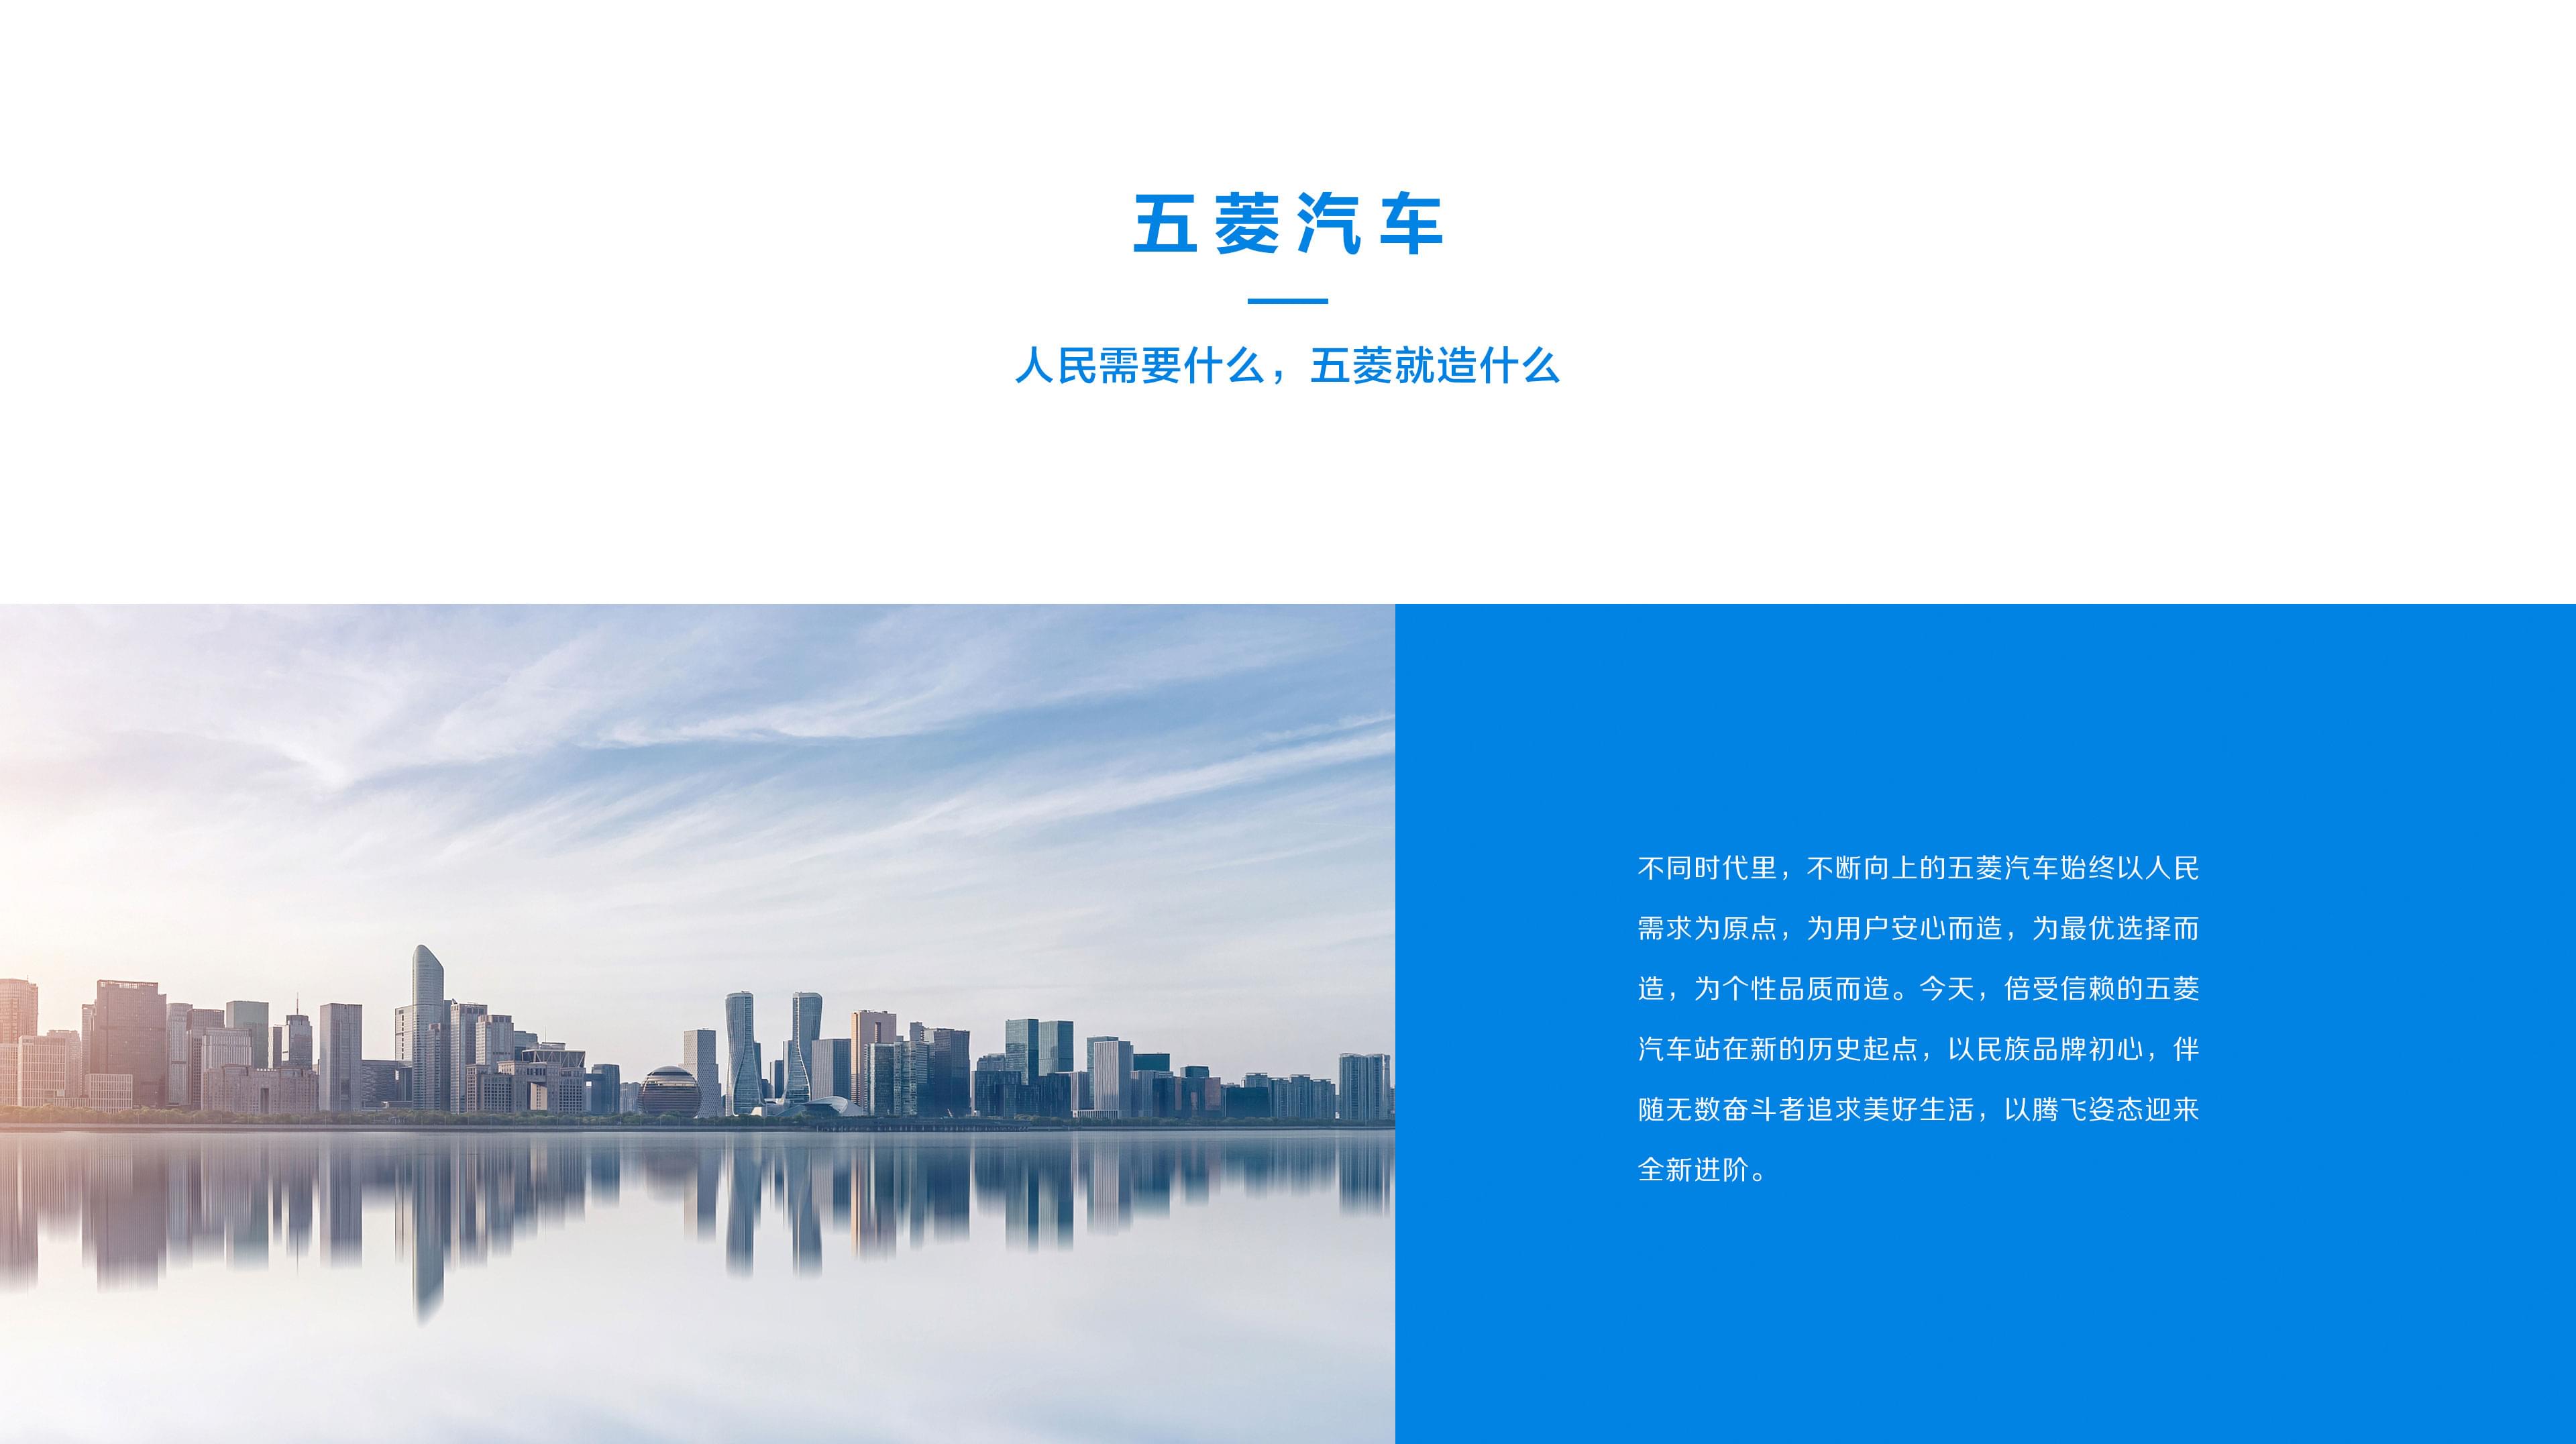 五菱汽车
人民需要什么，五菱就造什么
不同时代里，不断向上的五菱汽车始终以人民
需求为原点，为用户安心而造，为最优选择而
造，为个性品质而造。今天，倍受信赖的五菱
汽车站在新的历史起点，以民族品牌初心，伴
随无数奋斗者追求美好生活，以腾飞姿态迎来
全新进阶。